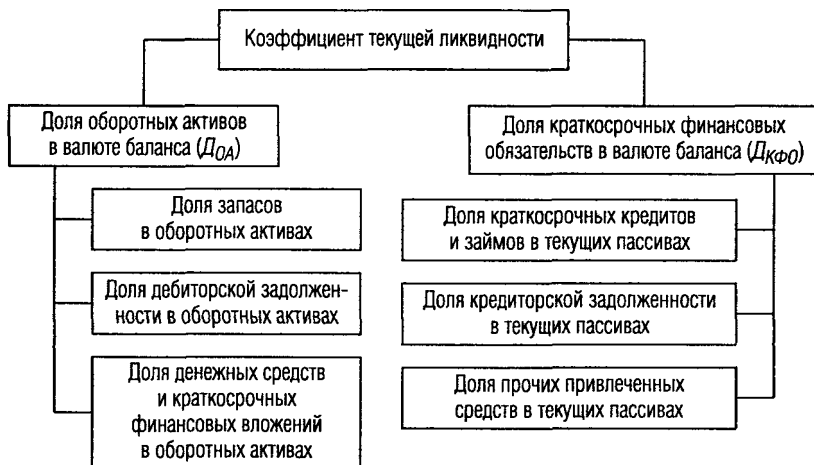 Коэффициент текущей ликвидности
Доля оборотных активов
в валюте баланса (ДОА)
Доля запасов
в оборотных активах
Доля дебиторской задолжен-
ности в оборотных активах
Доля денежных средств
и краткосрочных
финансовых вложений
в оборотных активах
Доля краткосрочных финансовых
обязательств в валюте баланса (ДКФО)
Доля краткосрочных кредитов
и займов в текущих пассивах
Доля кредиторской задолженности
в текущих пассивах
Доля прочих привлеченных
средств в текущих пассивах